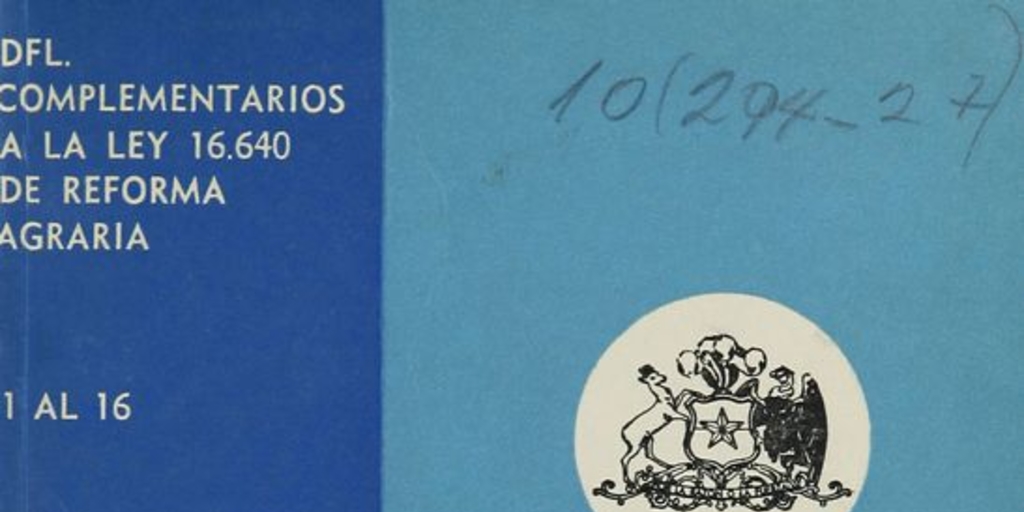 DFL.
COMPLEMENTARIOS
A LA LEY 16.640
DE REFORMA
AGRARIA
1 AL 16
10(294-27)